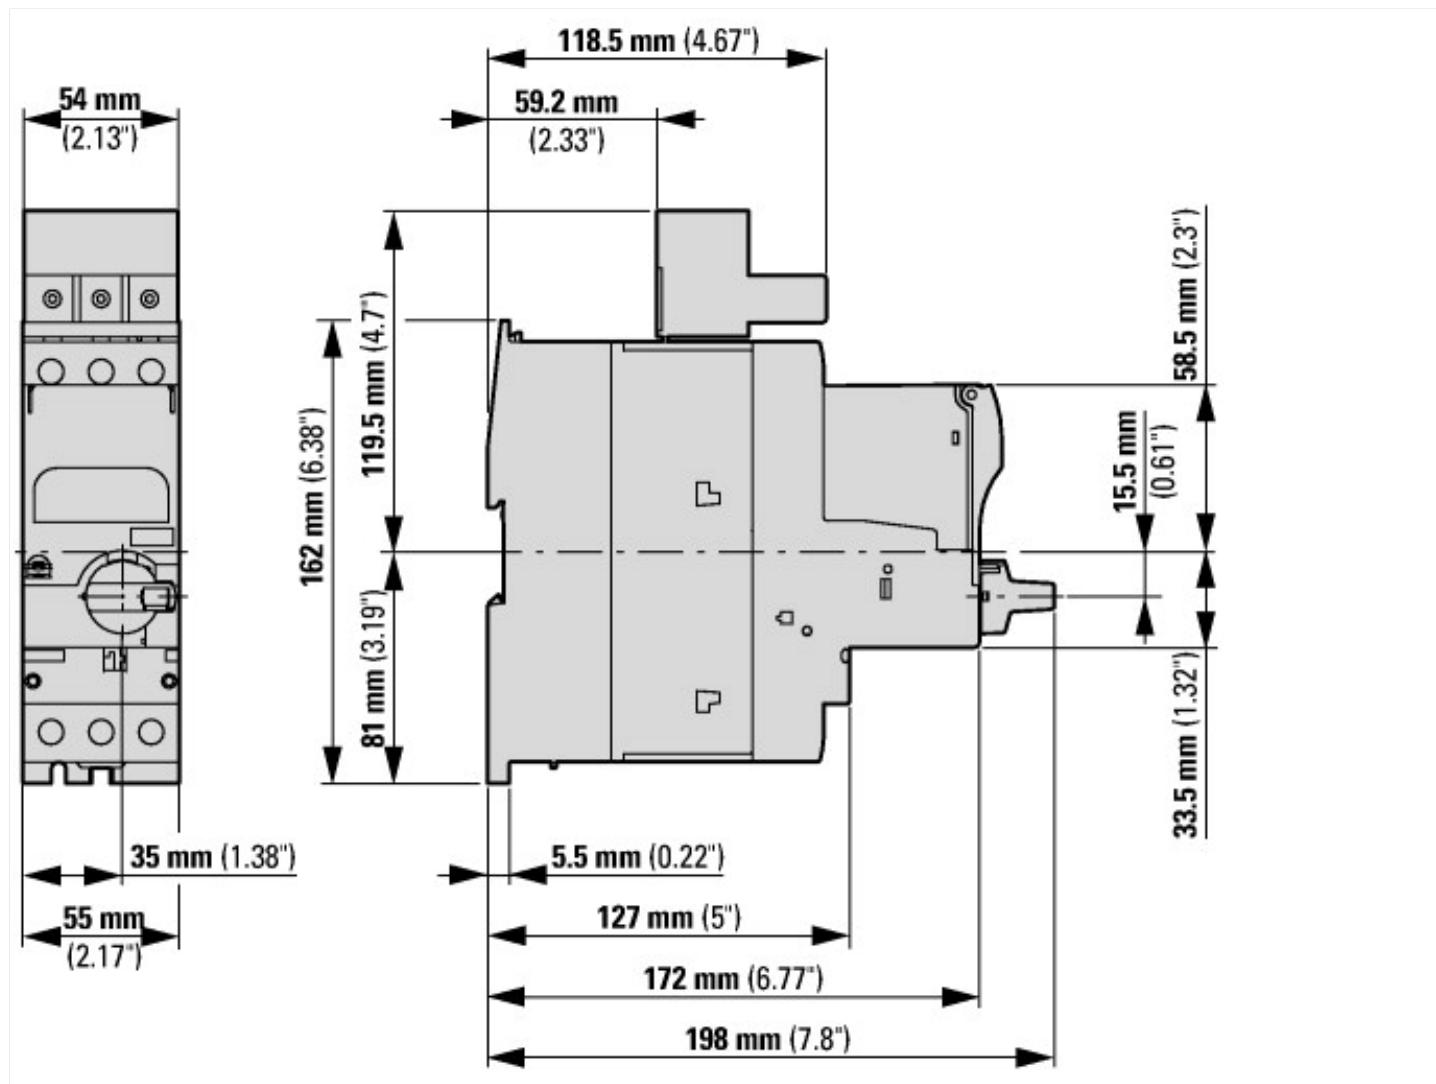 118.5 mm (4.67")
54 mm
(2.13")
59.2 mm
(2.33")
58.5 mm (2.3")
119.5 mm (4.7")
162 mm (6.38")
15.5 mm
(0.61")
81 mm (3.19")
33.5 mm (1.32")
35 mm (1.38")
5.5 mm (0.22")
55 mm
(2.17")
127 mm (5")
172 mm (6.77")
198 mm (7.8")